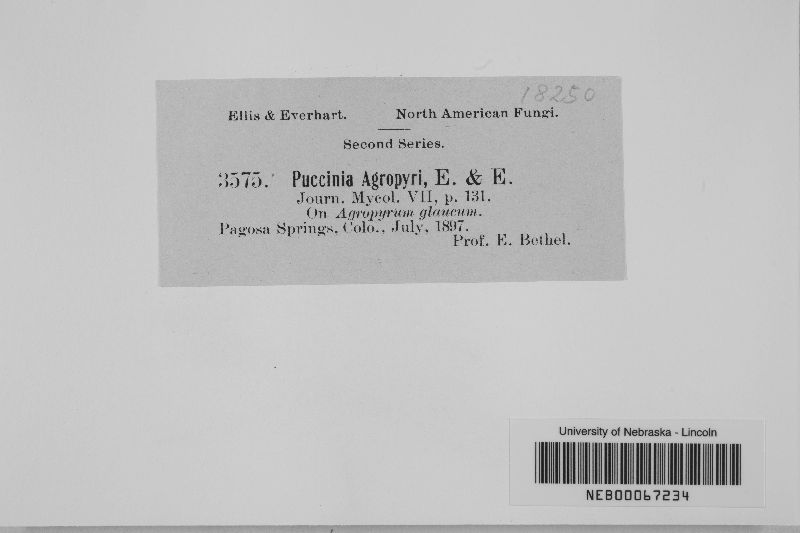 18250
Ellis & Everhart. North American Fungi.
Second Series.
3575. Puccinia Agropyri, E. & E.
Journ. Mycol. VII, p. 131.
On Agropyrum glaucum.
Pagosa Springs, Colo., July, 1897.
Prof. E. Bethel.
University of Nebraska - Lincoln
NEB00067234